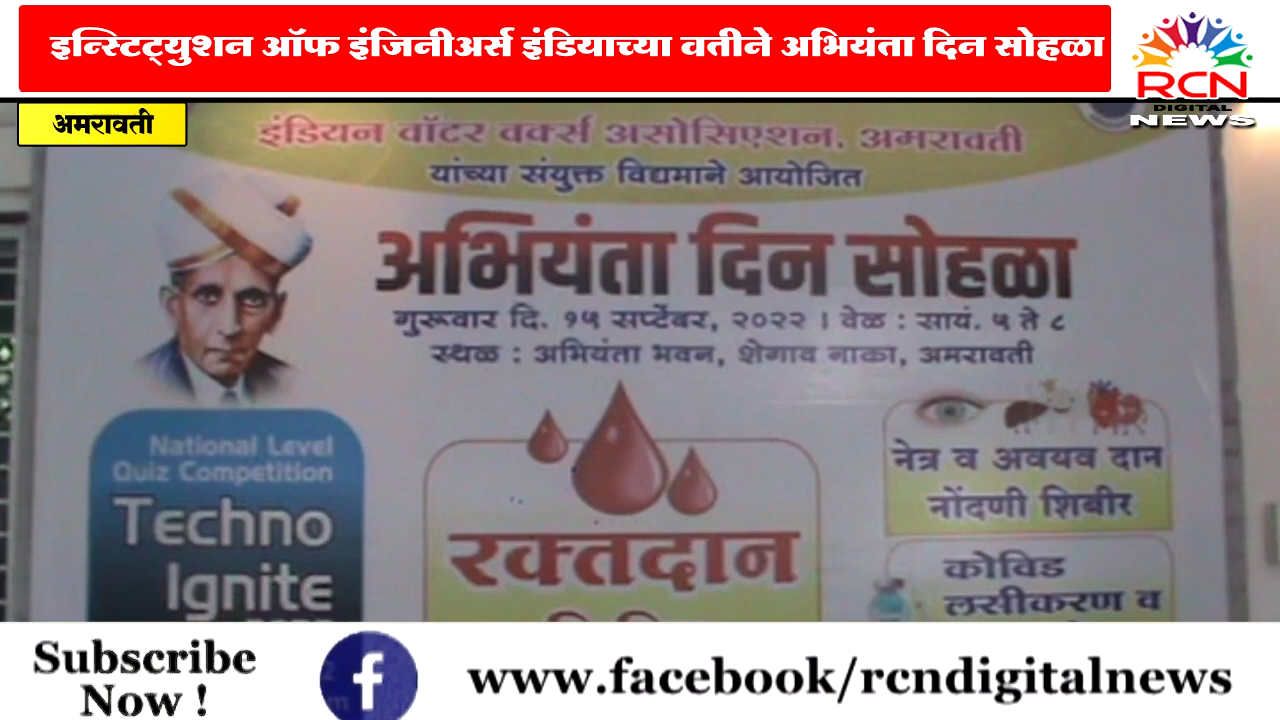 इन्स्टिट्युशन ऑफ इंजिनीअर्स इंडियाच्या वतीने अभियंता दिन सोहळा
RCN
DIGITAL
NEWS
अमरावती
इंडियन वॉटर वर्क्स असोसिएशन, अमरावती
यांच्या संयुक्त विद्यमाने आयोजित
अभियंता दिन सोहळा
गुरूवार दि. १५ सप्टेंबर, २०२२ । वेळ : सायं. ५ ते ८
स्थळ : अभियंता भवन, शेगाव नाका, अमरावती
National Level
Quiz Competition
Techno
Ignite
रक्तदान
नेत्र व अवयव दान
नोंदणी शिबीर
कोविड
लसीकरण व
Subscribe
Now !
www.facebook/rcndigitalnews